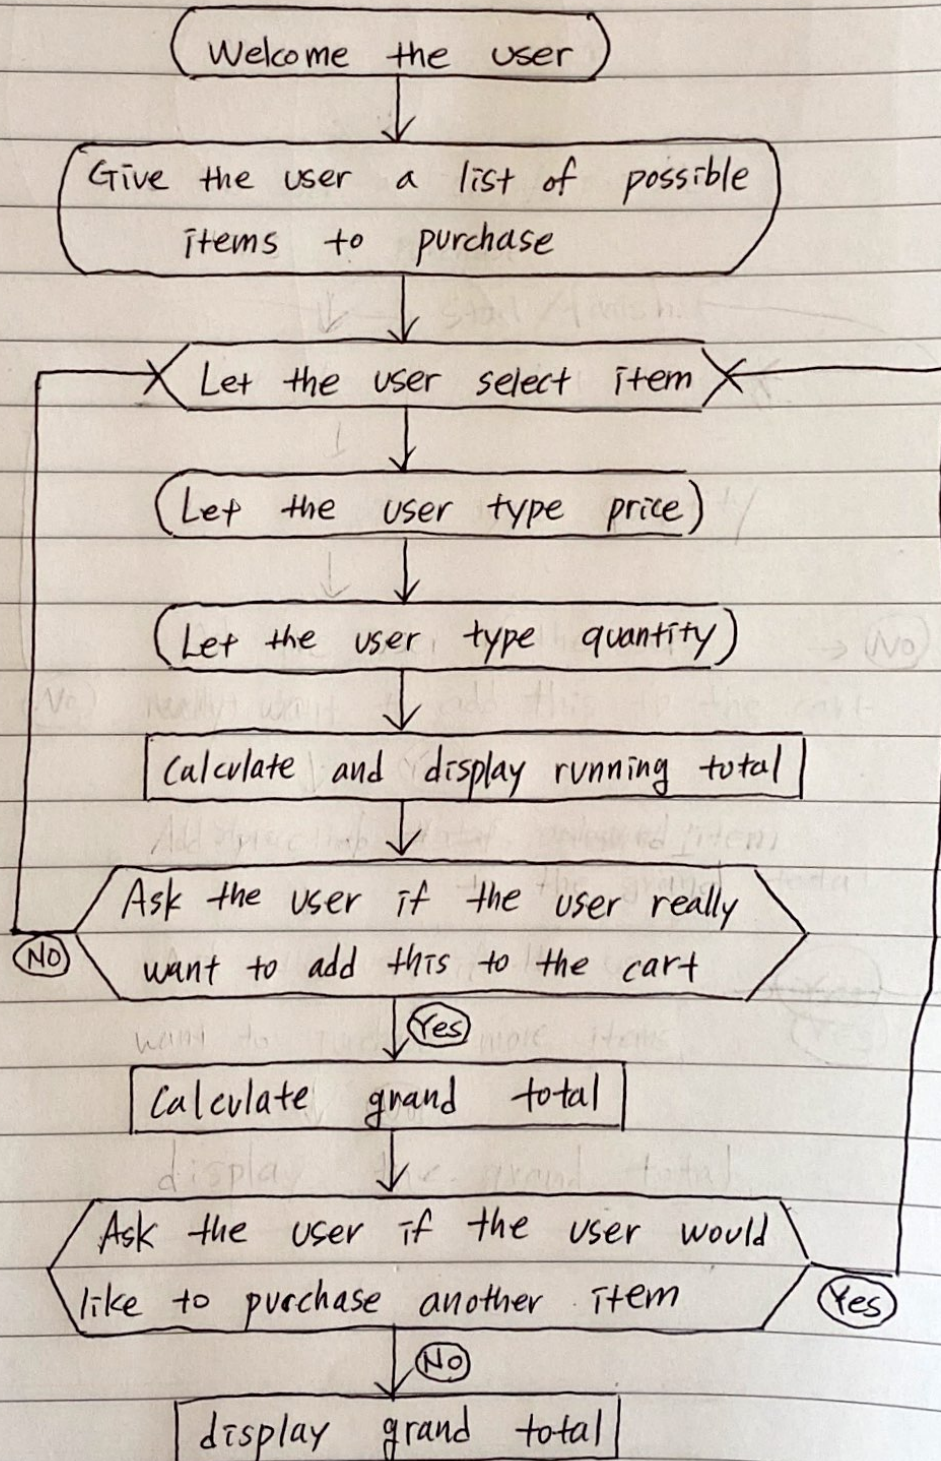 Welcome the user
Give the user a list of possible
items to purchase
Let the user select item
Let the user type price
Let the user type quantity
Calculate and display running total
Ask the user if the user really
want to add this to the cart
No
Yes
Calculate grand total
Ask the user if the user would
like to purchase another item
Yes
No
display grand total